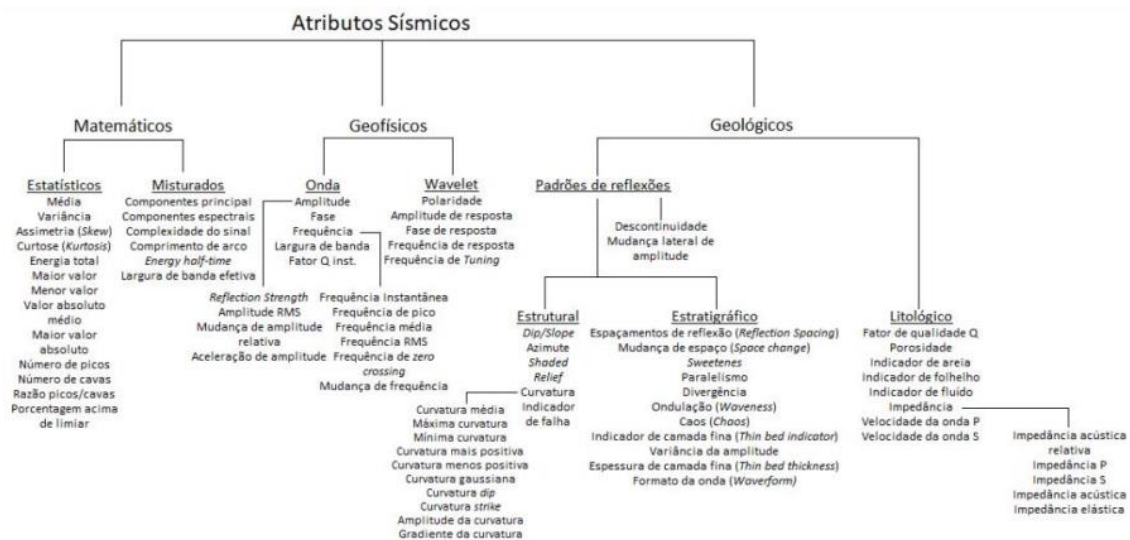 Atributos Sísmicos
Matemáticos
Geofísicos
Geológicos
Estatísticos
Média
Variância
Assimetria (Skew)
Curtose (Kurtosis)
Energia total
Maior valor
Menor valor
Valor absoluto
médio
Maior valor
absoluto
Número de picos
Número de cavas
Razão picos/cavas
Porcentagem acima
de limiar
Misturados
Componentes principal
Componentes espectrais
Complexidade do sinal
Comprimento de arco
Energy half-time
Largura de banda efetiva
Onda
Amplitude
Fase
Frequência
Largura de banda
Fator Q inst.
Reflection Strength
Amplitude RMS
Mudança de amplitude
relativa
Aceleração de amplitude
Frequência Instantânea
Frequência de pico
Frequência média
Frequência RMS
Frequência de zero
crossing
Mudança de frequência
Wavelet
Polaridade
Amplitude de resposta
Fase de resposta
Frequência de resposta
Frequência de Tuning
Padrões de reflexões
Descontinuidade
Mudança lateral de
amplitude
Estrutural
Dip/Slope
Azimute
Shaded
Relief
Curvatura
Indicador
de falha
Curvatura média
Máxima curvatura
Mínima curvatura
Curvatura mais positiva
Curvatura menos positiva
Curvatura gaussiana
Curvatura dip
Curvatura strike
Amplitude da curvatura
Gradiente da curvatura
Estratigráfico
Espaçamentos de reflexão (Reflection Spacing)
Mudança de espaço (Space change)
Sweetenes
Paralelismo
Divergência
Ondulação (Waveness)
Caos (Chaos)
Indicador de camada fina (Thin bed indicator)
Variância da amplitude
Espessura de camada fina (Thin bed thickness)
Formato da onda (Waverform)
Litológico
Fator de qualidade Q
Porosidade
Indicador de areia
Indicador de folhelho
Indicador de fluído
Impedância
Velocidade da onda P
Velocidade da onda S
Impedância acústica
relativa
Impedância P
Impedância S
Impedância acústica
Impedância elástica